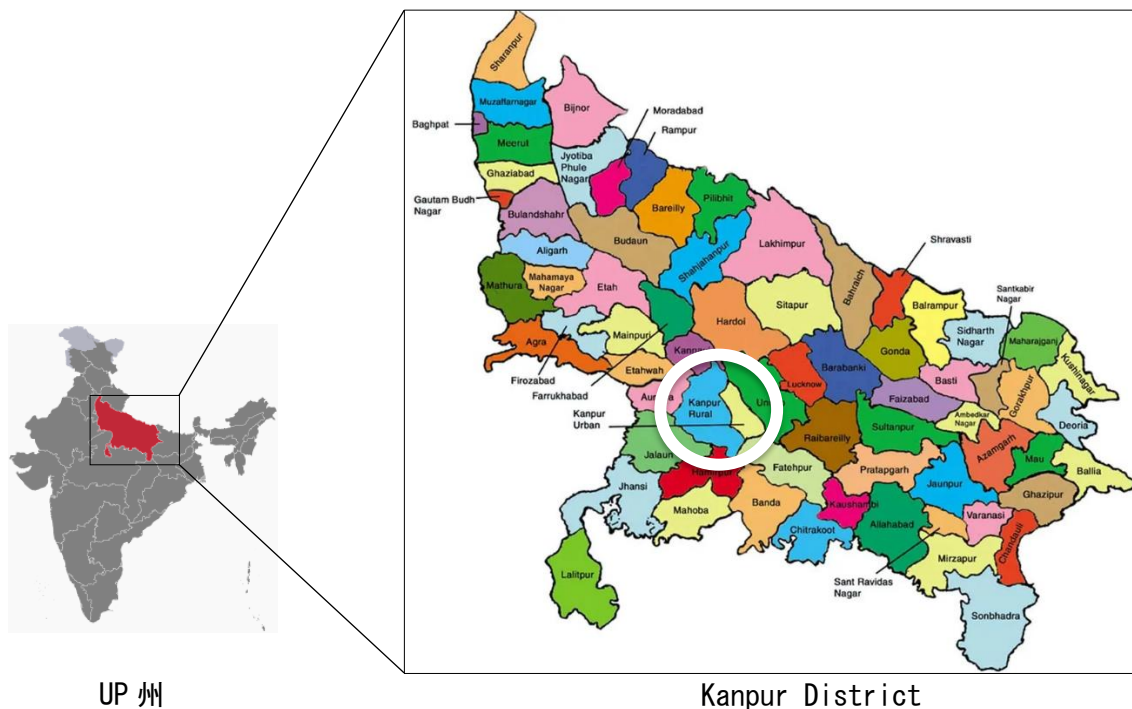 Sharanpur
Muzaffarnagar
Bijnor
Moradabad
Rampur
Baghpat
Meerut
Jyotiba
Phule
Nagar
Ghaziabad
Gautam Budh
Nagar
Bulandshahr
Bareilly
Pilibhit
Budaun
Aligarh
Shahjahanpur
Lakhimpur
Shravasti
Bahraich
Mathura
Mahamaya
Nagar
Etah
Sitapur
Balrampur
Santkabir
Nagar
Hardoi
Sidharth
Nagar
Maharajganj
Kushinagar
Agra
Mainpuri
Gonda
Firozabad
Farrukhabad
Etahwah
Barabanki
Basti
Gorakhpur
Lucknow
Faizabad
Deoria
Kanpur
Rural
Ambedkar
Nagar
Kanpur
Urban
Sultanpur
Raibareilly
Azamgarh
Mau
Ballia
Jalaun
Fatehpur
Pratapgarh
Jaunpur
Ghazipur
Jhansi
Mahoba
Banda
Kaushambi
Allahabad
Varanasi
Chitrakoot
Chandauli
Sant Ravidas
Nagar
Mirzapur
Lalitpur
Sonbhadra
UP 州
Kanpur District